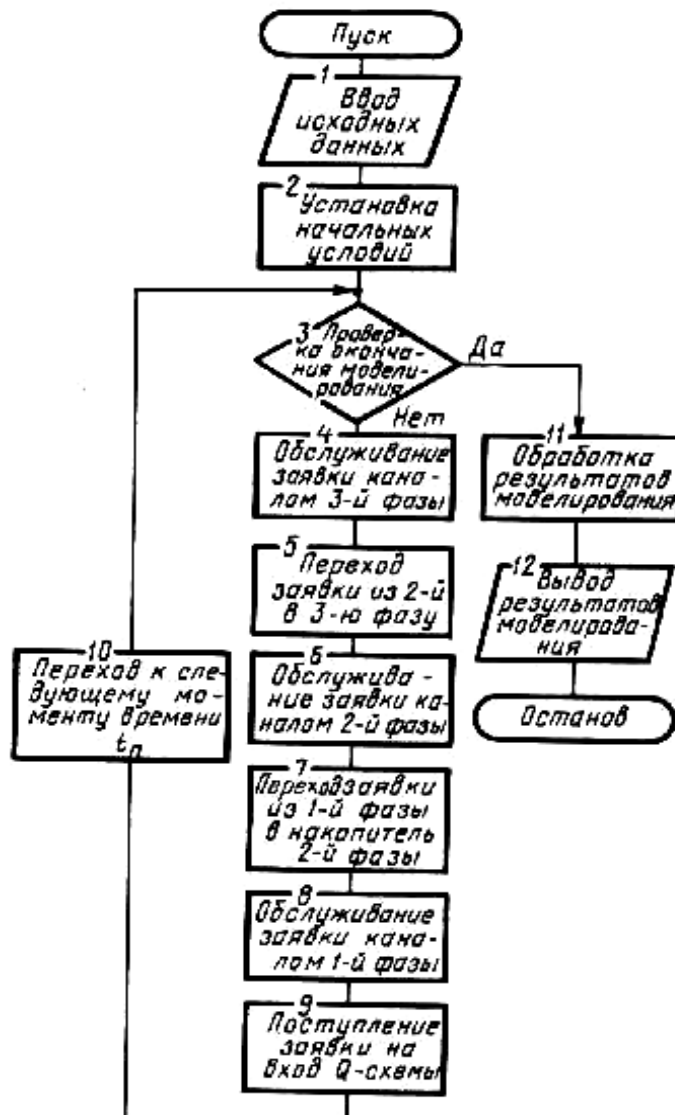 Пуск
1
Ввод
исходных
данных
2
Установка
начальных
условий
3 Провер-
ка оконча-
ния модели-
рования
Да
Нет
4
Обслуживание
заявки кана-
лом 3-й фазы
5
Переход
заявки из 2-й
в 3-ю фазу
6
Обслужива-
ние заявки ка-
налом 2-й фазы
7
Переход заявки
из 1-й фазы
в накопитель
2-й фазы
8
Обслуживание
заявки кана-
лом 1-й фазы
9
Поступление
заявки на
вход Q-схемы
10
Переход к сле-
дующему мо-
менту времени
tn
11
Обработка
результатов
моделирования
12
Вывод
результатов
моделирова-
ния
Останов